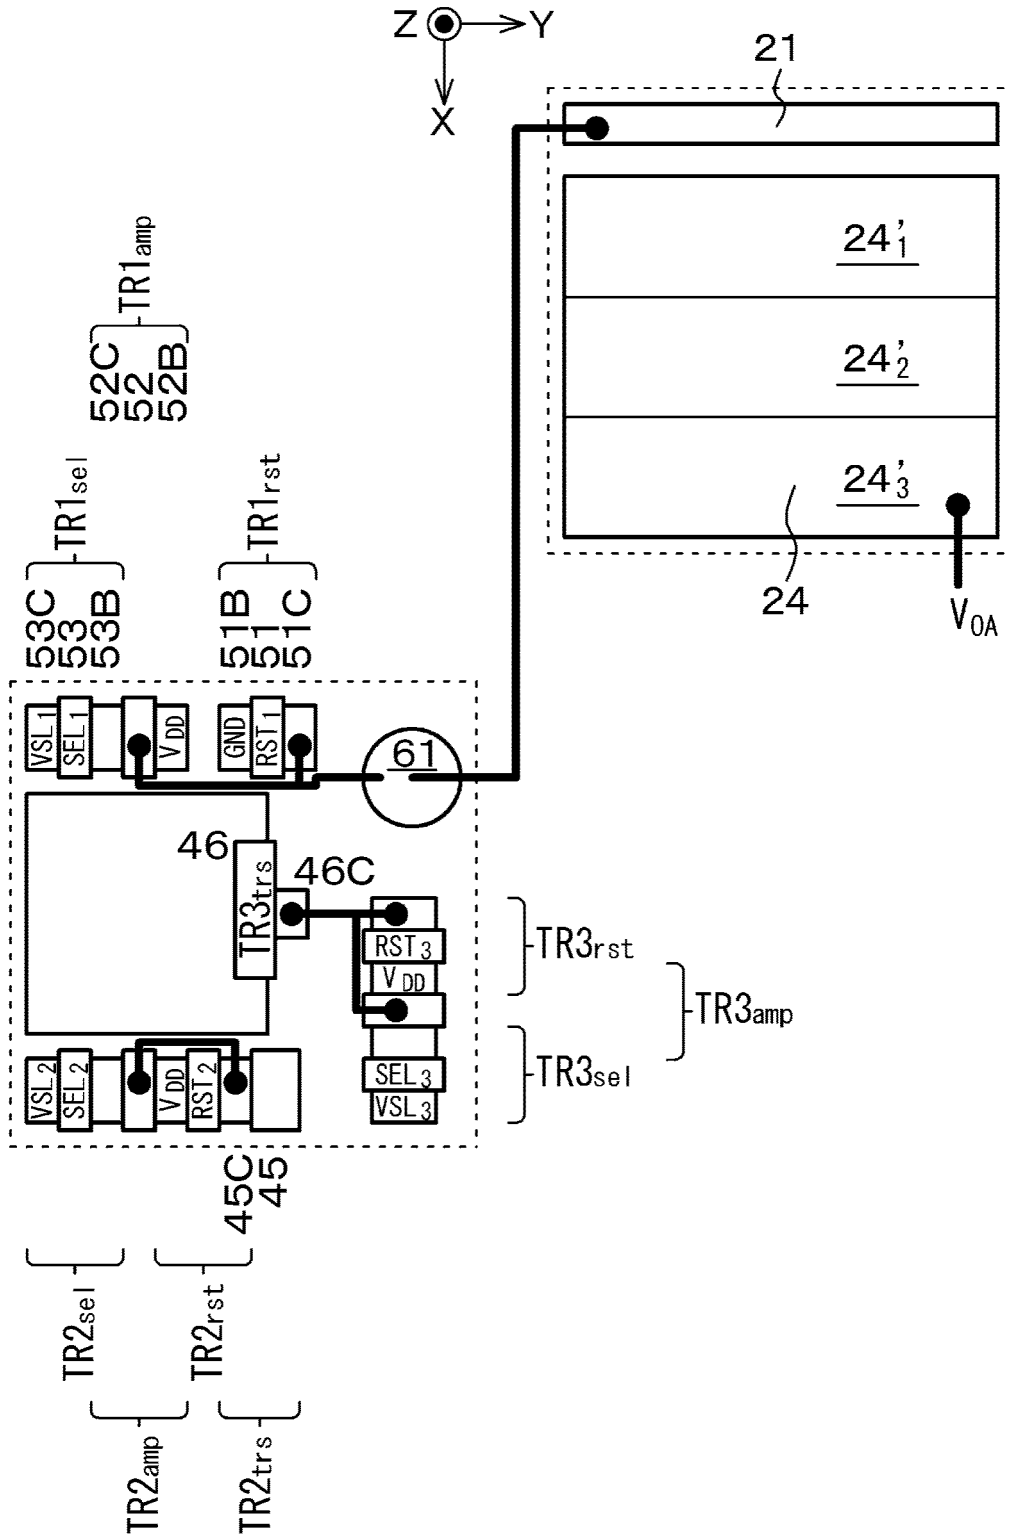 Z Y
X
21
24'1
24'2
24'3
24
VOA
TR1amp
52C
52
52B
TR1sel
53C
53
53B
TR1rst
51B
51
51C
VSL1
SEL1
VDD
GND
RST1
61
46
TR3trs
46C
RST3
VDD
SEL3
VSL3
TR3rst
TR3amp
TR3sel
VSL2
SEL2
VDD
RST2
45C
45
TR2sel
TR2rst
TR2amp
TR2trs